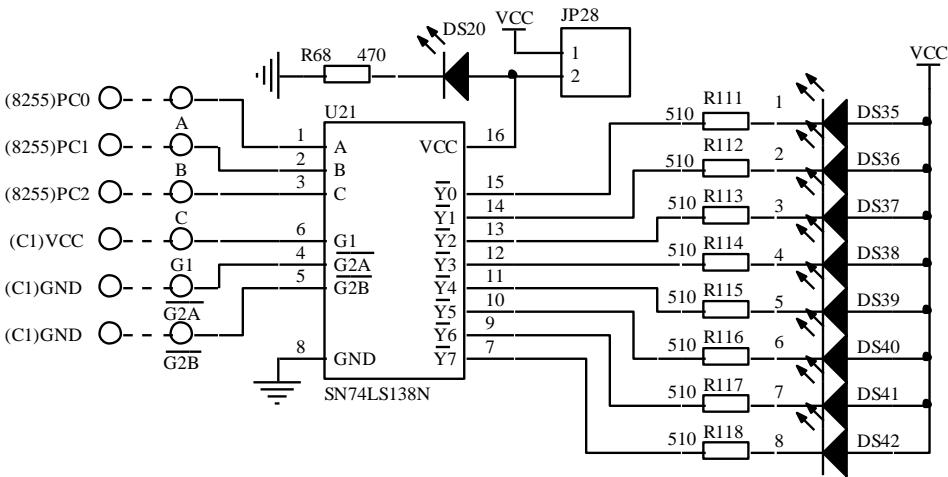 VCC
JP28
DS20
R68 470
1
2
VCC
(8255)PC0
A
(8255)PC1
B
(8255)PC2
C
(C1)VCC
G1
(C1)GND
G2A
(C1)GND
G2B
U21
1 A
2 B
3 C
6 G1
4 G2A
5 G2B
8 GND
VCC 16
Y0 15
Y1 14
Y2 13
Y3 12
Y4 11
Y5 10
Y6 9
Y7 7
SN74LS138N
510 R111 1 DS35
510 R112 2 DS36
510 R113 3 DS37
510 R114 4 DS38
510 R115 5 DS39
510 R116 6 DS40
510 R117 7 DS41
510 R118 8 DS42